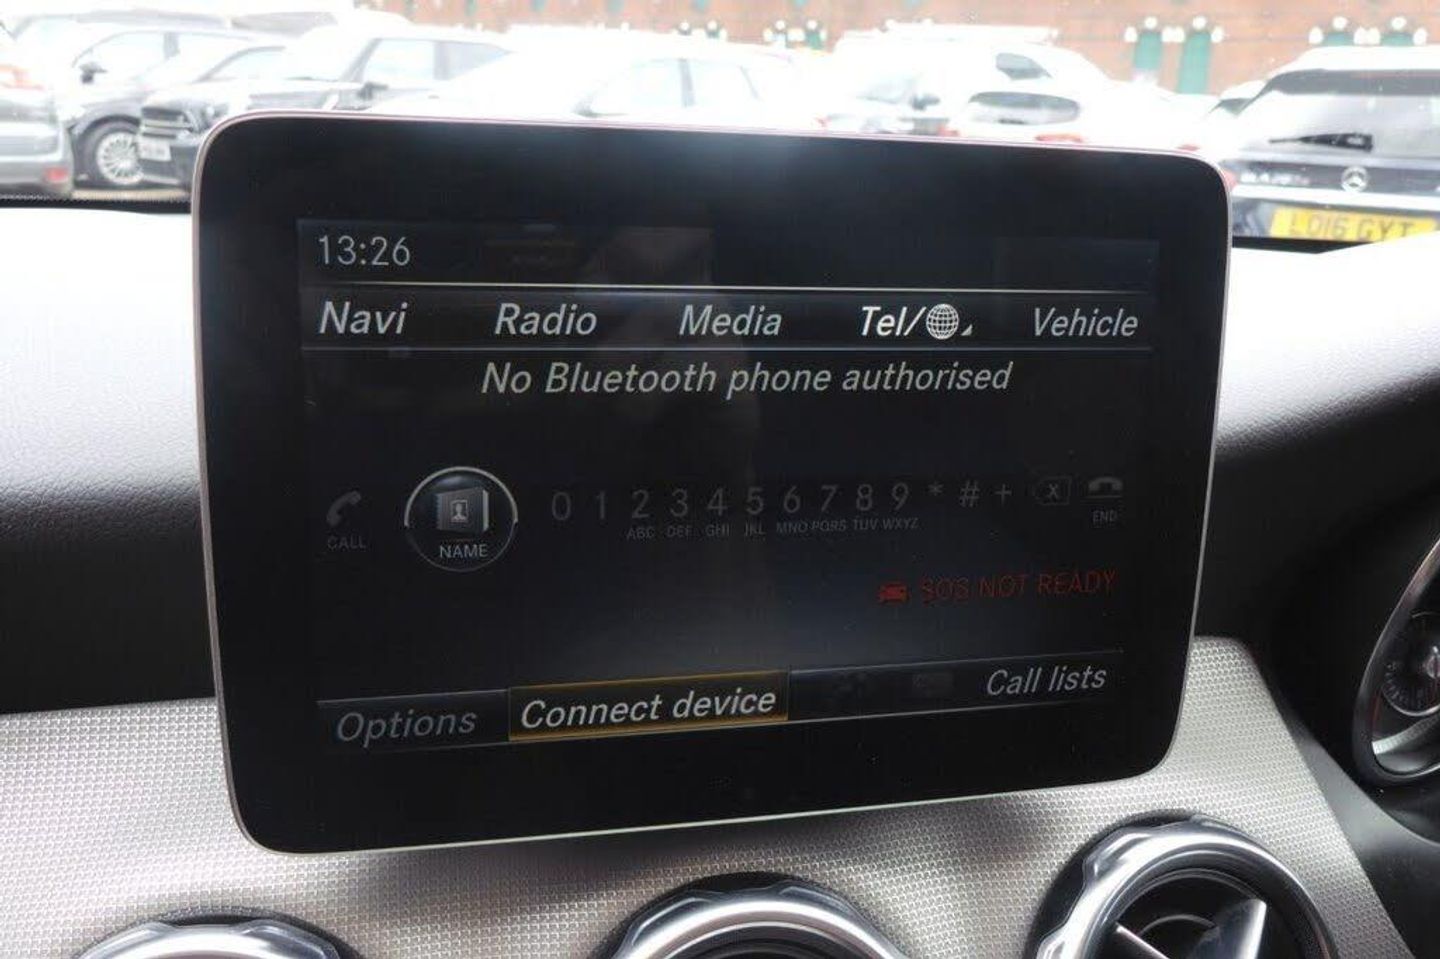 LO16 GYT
13:26
Navi Radio Media Tel/ Vehicle
No Bluetooth phone authorised
0 1 2 3 4 5 6 7 8 9 * # + X
ABC DEF GHI JKL MNO PQRS TUV WXYZ
CALL NAME END
SOS NOT READY
Options Connect device Call lists